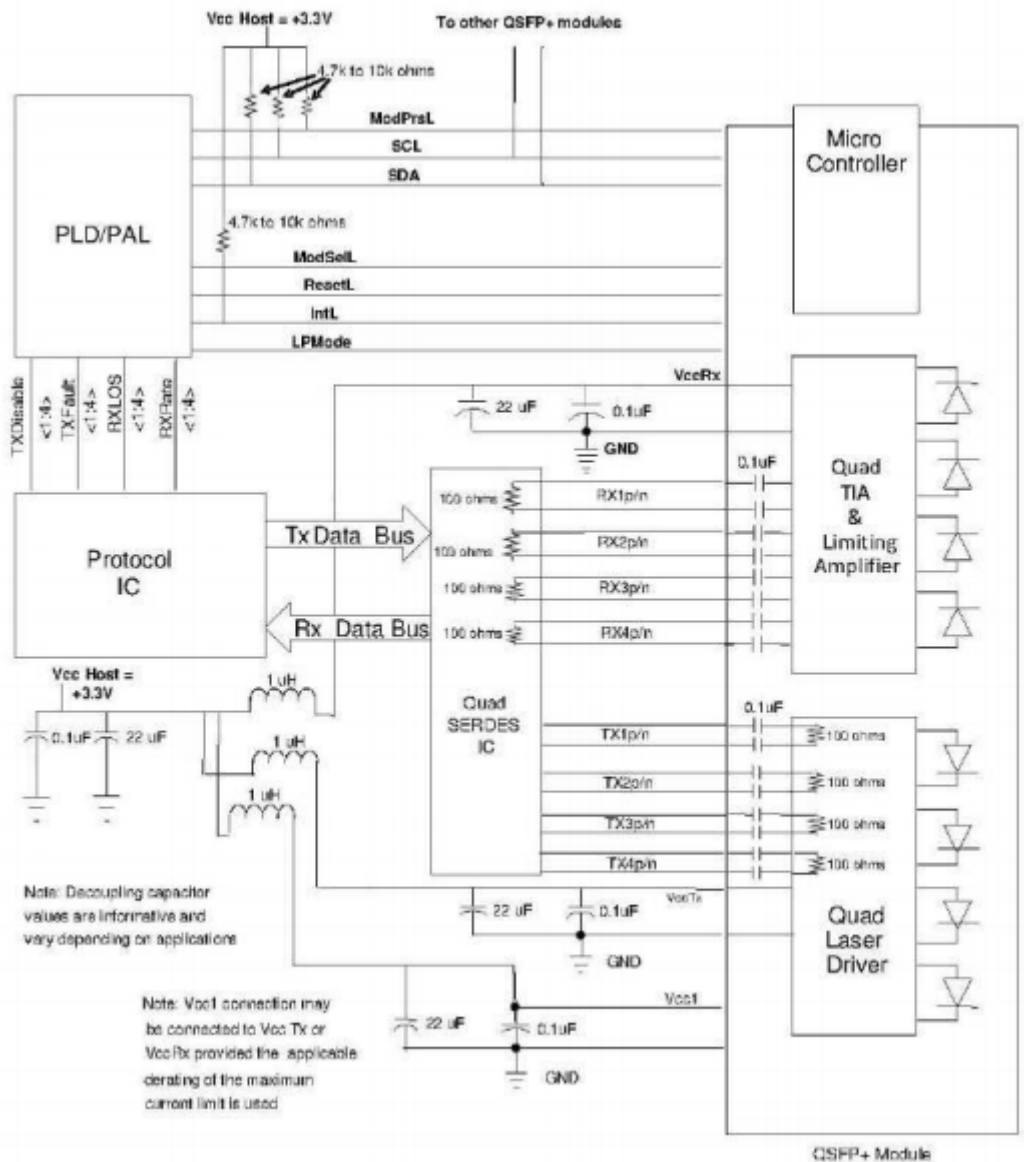 Vcc Host = +3.3V
To other QSFP+ modules
4.7k to 10k ohms
ModPrsL
SCL
SDA
Micro
Controller
PLD/PAL
4.7k to 10k ohms
ModSelL
ResetL
IntL
LPMode
TXDisable
<1:4>
TXFault
<1:4>
RXLOS
<1:4>
RXRate
<1:4>
VccRx
22 uF
0.1uF
GND
0.1uF
Quad
TIA
&
Limiting
Amplifier
100 ohms
RX1p/n
100 ohms
RX2p/n
100 ohms
RX3p/n
100 ohms
RX4p/n
Tx Data Bus
Protocol
IC
Rx Data Bus
Vcc Host =
+3.3V
0.1uF
22 uF
1 uH
1 uH
1 uH
Quad
SERDES
IC
0.1uF
TX1p/n
100 ohms
TX2p/n
100 ohms
TX3p/n
100 ohms
TX4p/n
100 ohms
VccTx
22 uF
0.1uF
GND
Quad
Laser
Driver
Note: Decoupling capacitor
values are informative and
vary depending on applications
Vcc1
22 uF
0.1uF
GND
Note: Vcc1 connection may
be connected to Vcc Tx or
Vcc Rx provided the applicable
derating of the maximum
current limit is used
QSFP+ Module